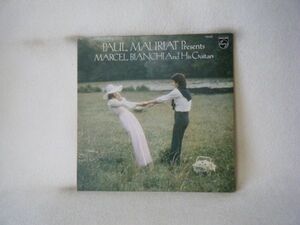 PAUL MAURIAT Presents
MARCEL BIANCHI And His Guitars